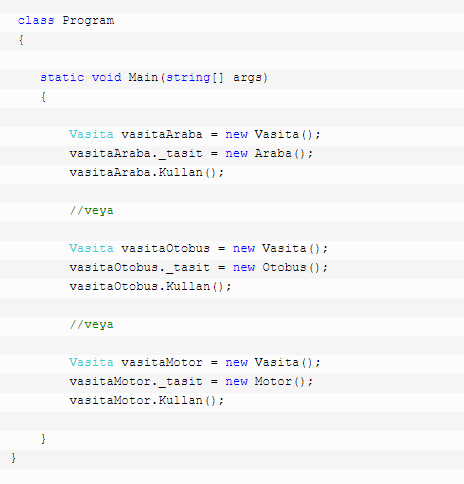 class Program
{
static void Main(string[] args)
{
Vasita vasitaAraba = new Vasita();
vasitaAraba._tasit = new Araba();
vasitaAraba.Kullan();
//veya
Vasita vasitaOtobus = new Vasita();
vasitaOtobus._tasit = new Otobus();
vasitaOtobus.Kullan();
//veya
Vasita vasitaMotor = new Vasita();
vasitaMotor._tasit = new Motor();
vasitaMotor.Kullan();
}
}